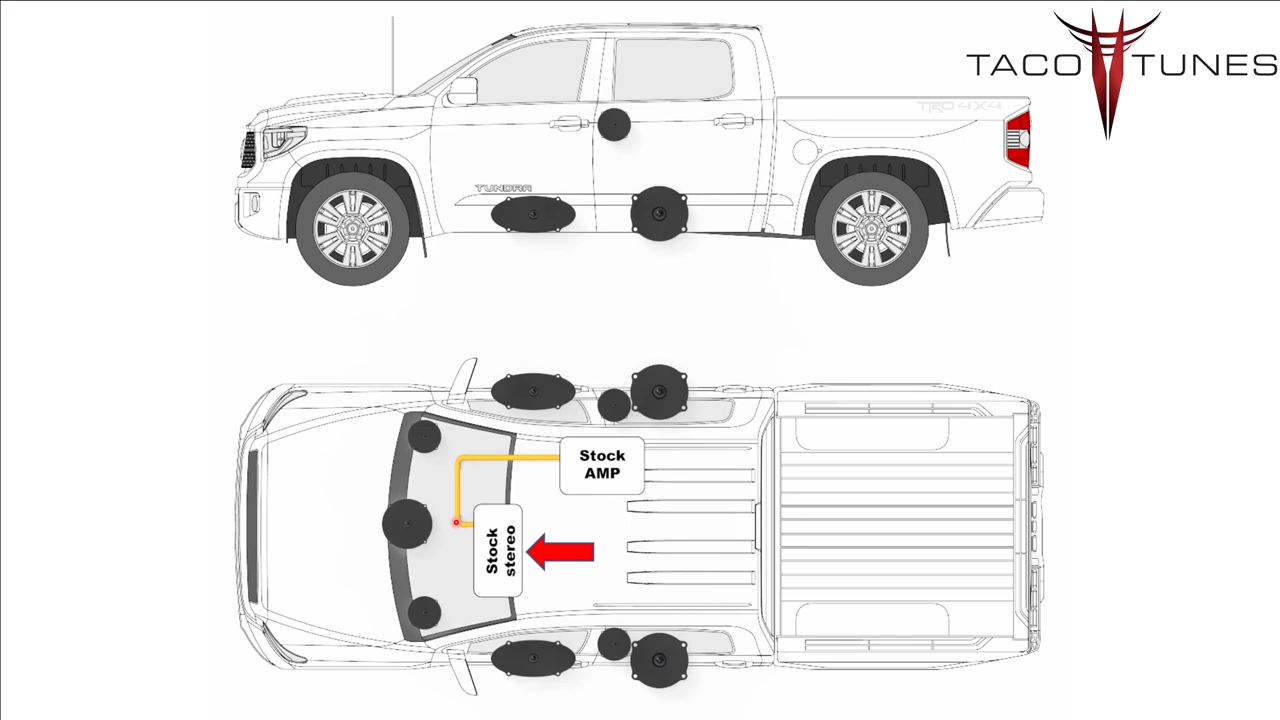 TACO TUNES
TRD 4X4
TUNDRA
Stock
AMP
Stock
stereo